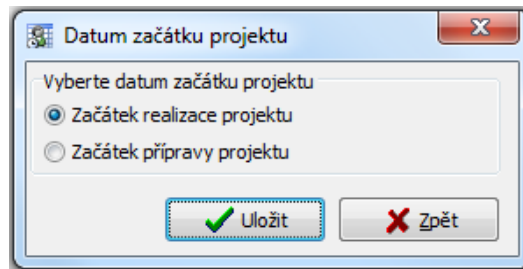 Datum začátku projektu
Vyberte datum začátku projektu
Začátek realizace projektu
Začátek přípravy projektu
Uložit
Zpět